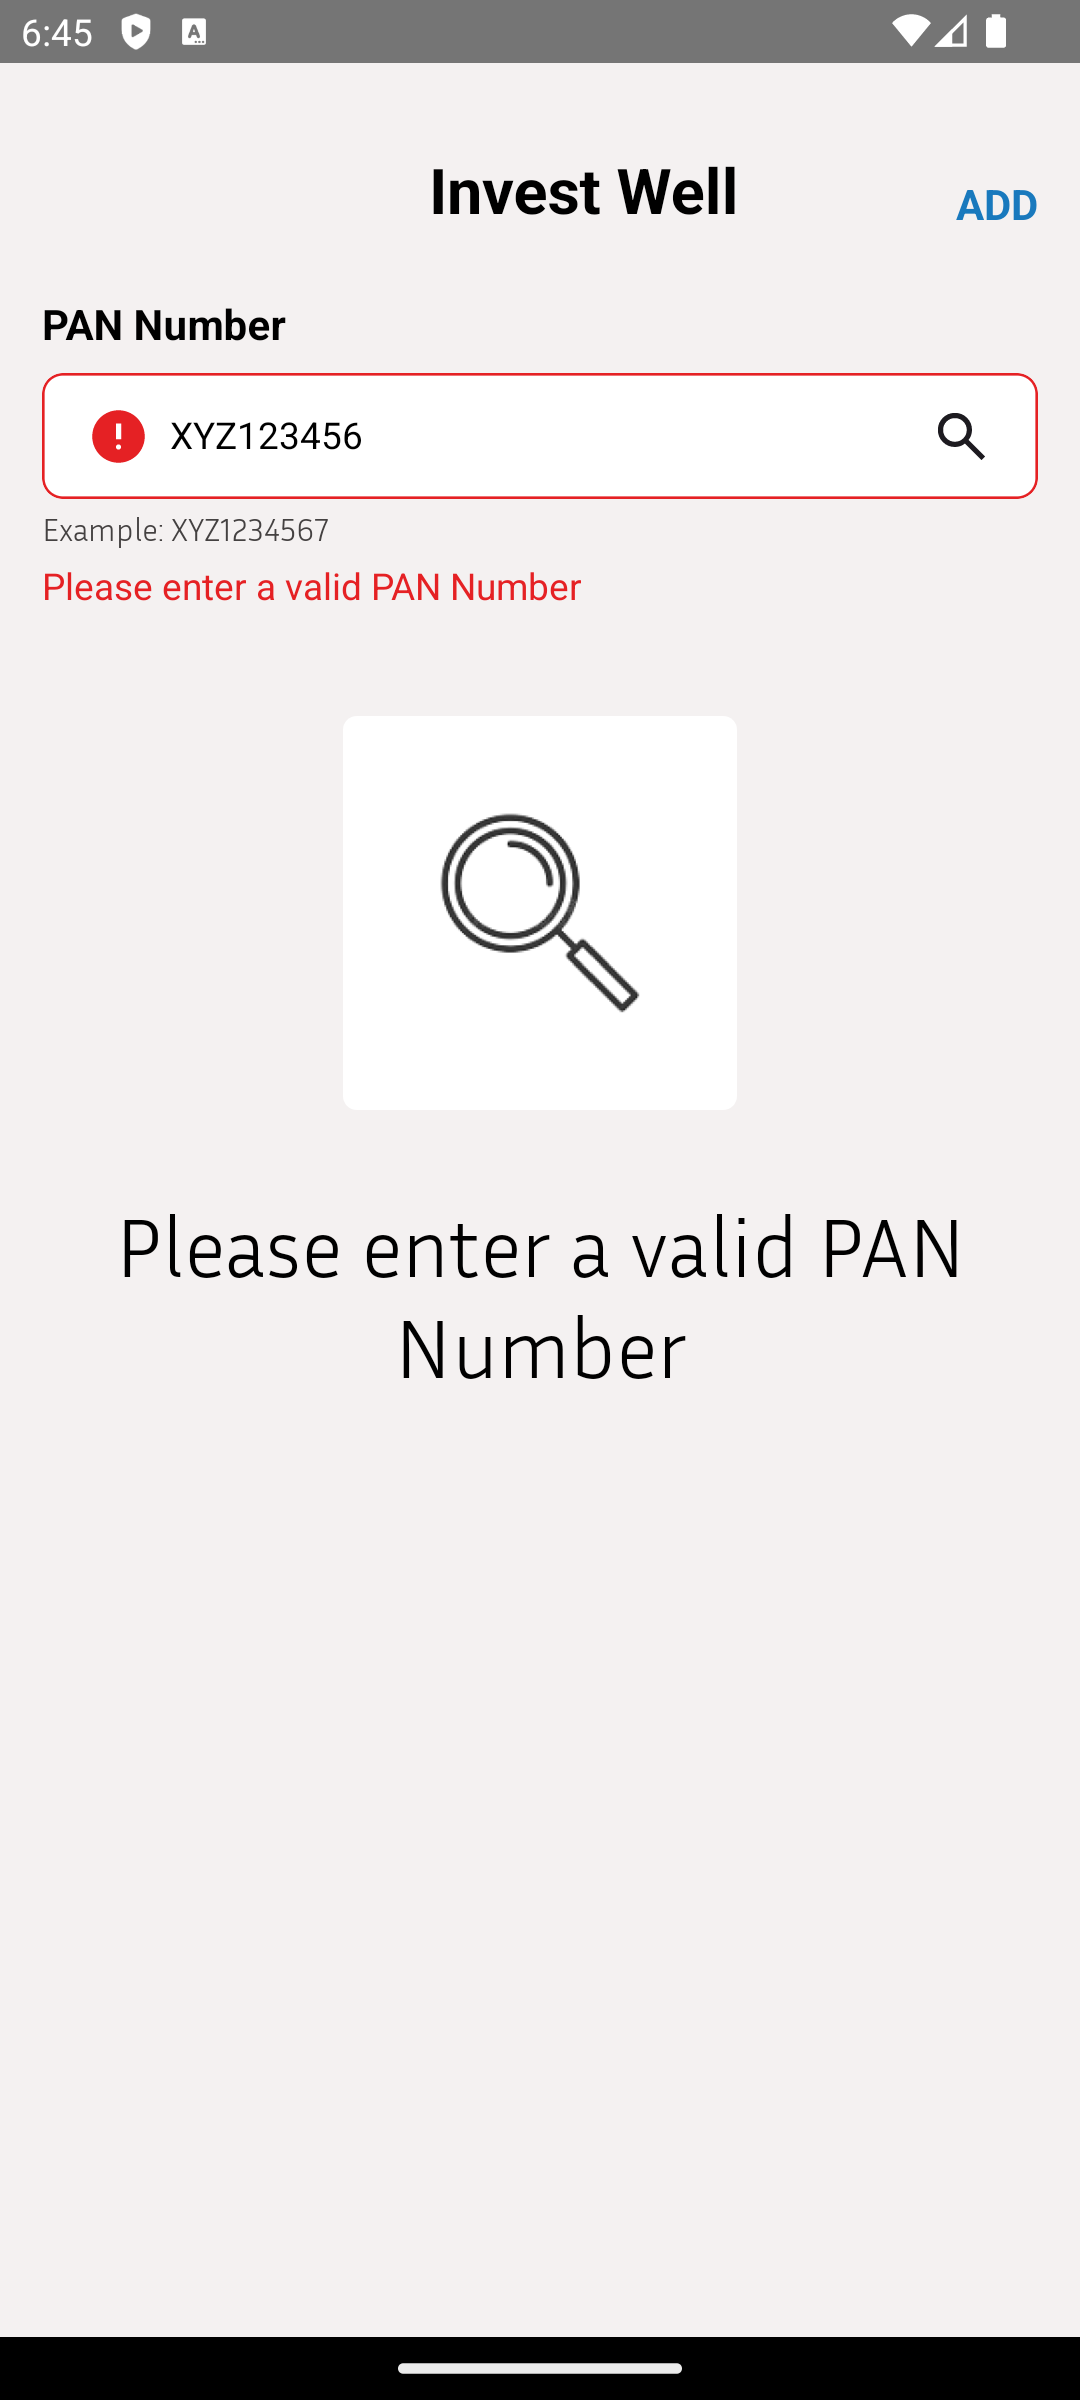 6:45
Invest Well
ADD
PAN Number
XYZ123456
Example: XYZ1234567
Please enter a valid PAN Number
Please enter a valid PAN
Number